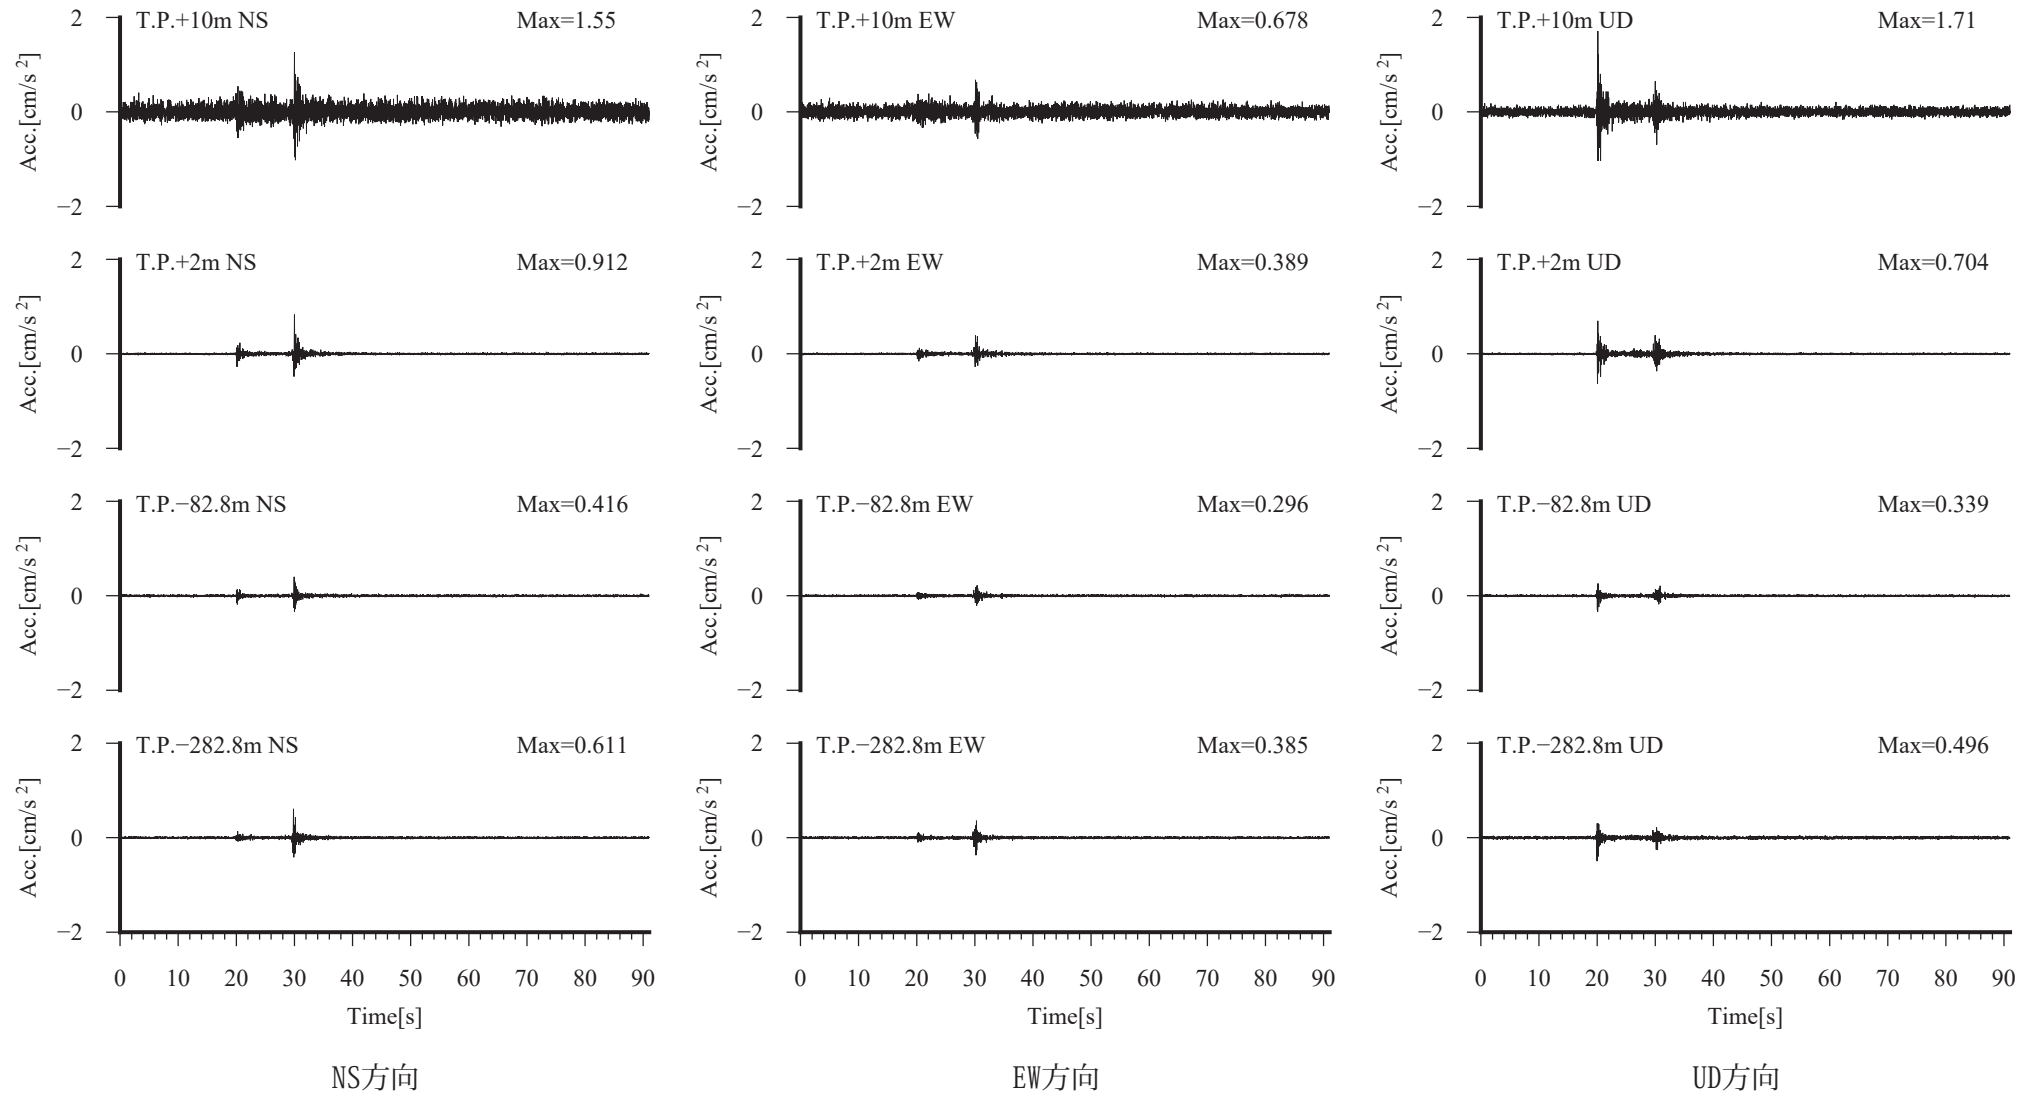 T.P.+10m NS Max=1.55
2
0
−2
Acc.[cm/s 2]
T.P.+10m EW Max=0.678
2
0
−2
Acc.[cm/s 2]
T.P.+10m UD Max=1.71
2
0
−2
Acc.[cm/s 2]
T.P.+2m NS Max=0.912
2
0
−2
Acc.[cm/s 2]
T.P.+2m EW Max=0.389
2
0
−2
Acc.[cm/s 2]
T.P.+2m UD Max=0.704
2
0
−2
Acc.[cm/s 2]
T.P.−82.8m NS Max=0.416
2
0
−2
Acc.[cm/s 2]
T.P.−82.8m EW Max=0.296
2
0
−2
Acc.[cm/s 2]
T.P.−82.8m UD Max=0.339
2
0
−2
Acc.[cm/s 2]
T.P.−282.8m NS Max=0.611
2
0
−2
Acc.[cm/s 2]
T.P.−282.8m EW Max=0.385
2
0
−2
Acc.[cm/s 2]
T.P.−282.8m UD Max=0.496
2
0
−2
Acc.[cm/s 2]
0 10 20 30 40 50 60 70 80 90
Time[s]
NS方向
0 10 20 30 40 50 60 70 80 90
Time[s]
EW方向
0 10 20 30 40 50 60 70 80 90
Time[s]
UD方向